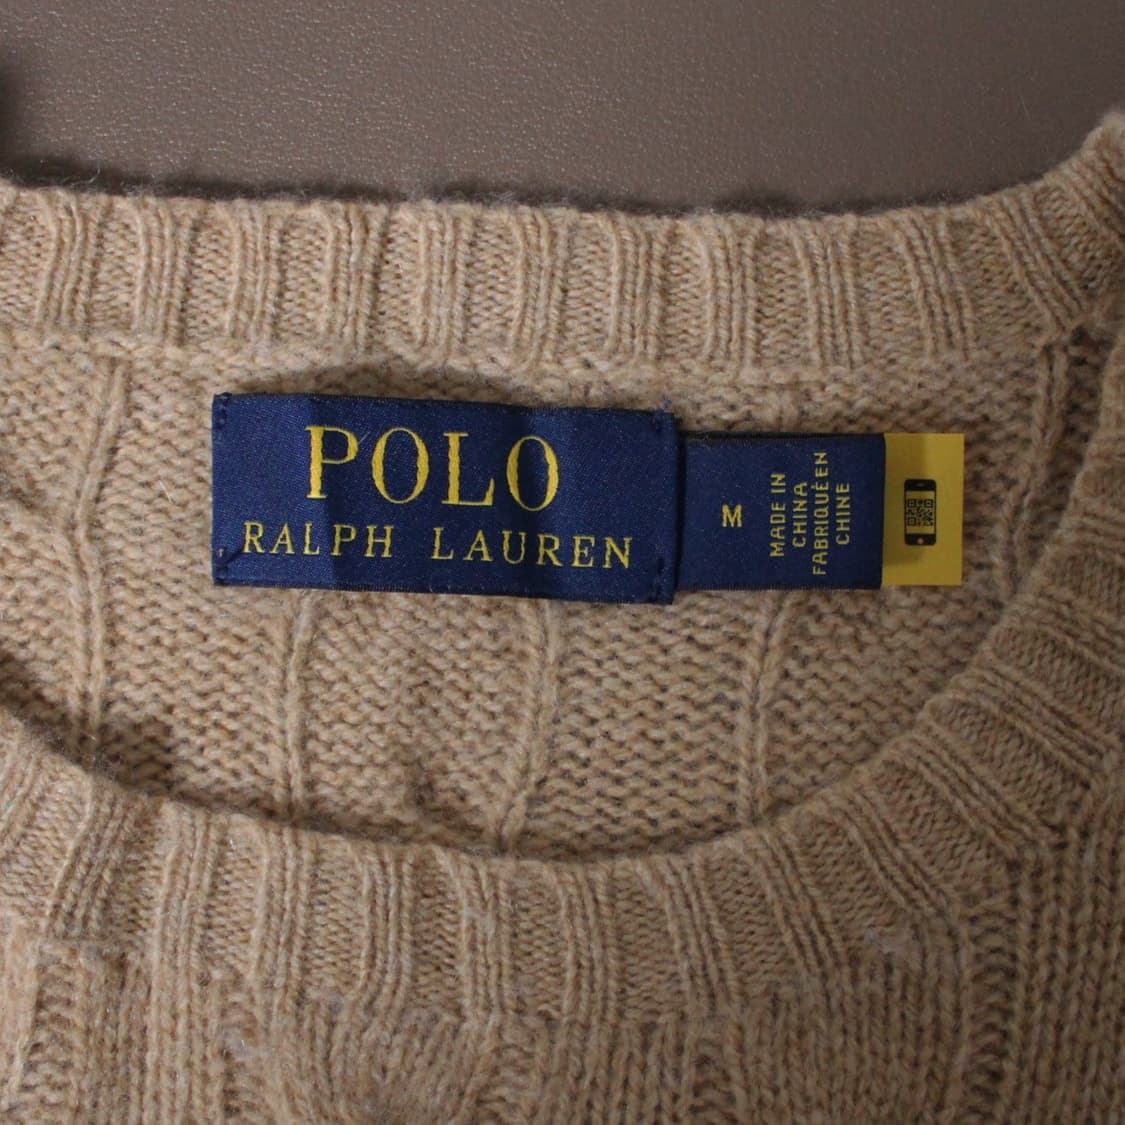 POLO
RALPH LAUREN
M
MADE IN
CHINA
FABRIQUÉ EN
CHINE